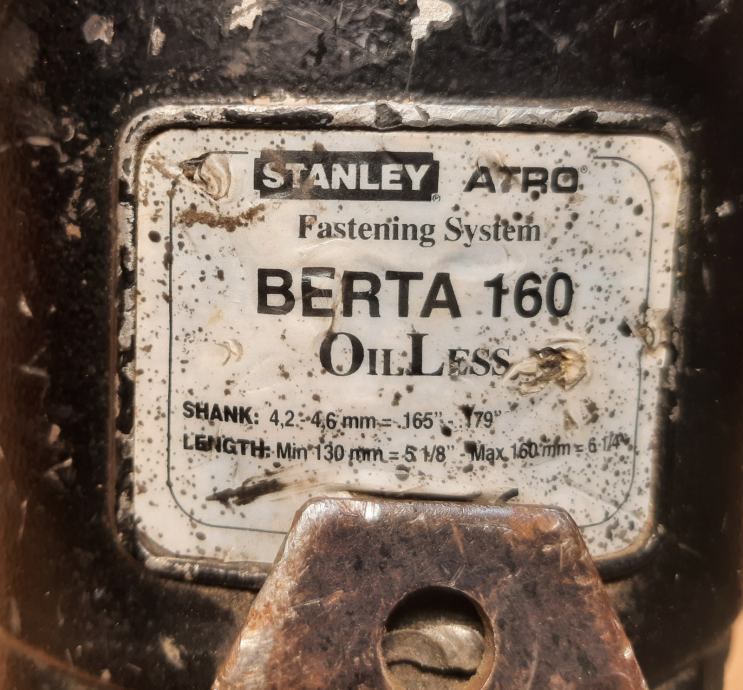 STANLEY® ATRO®
Fastening System
BERTA 160
OILLESS
SHANK: 4,2 - 4,6 mm = .165" - .179"
LENGTH: Min 130 mm = 5 1/8" - Max 160 mm = 6 1/4"